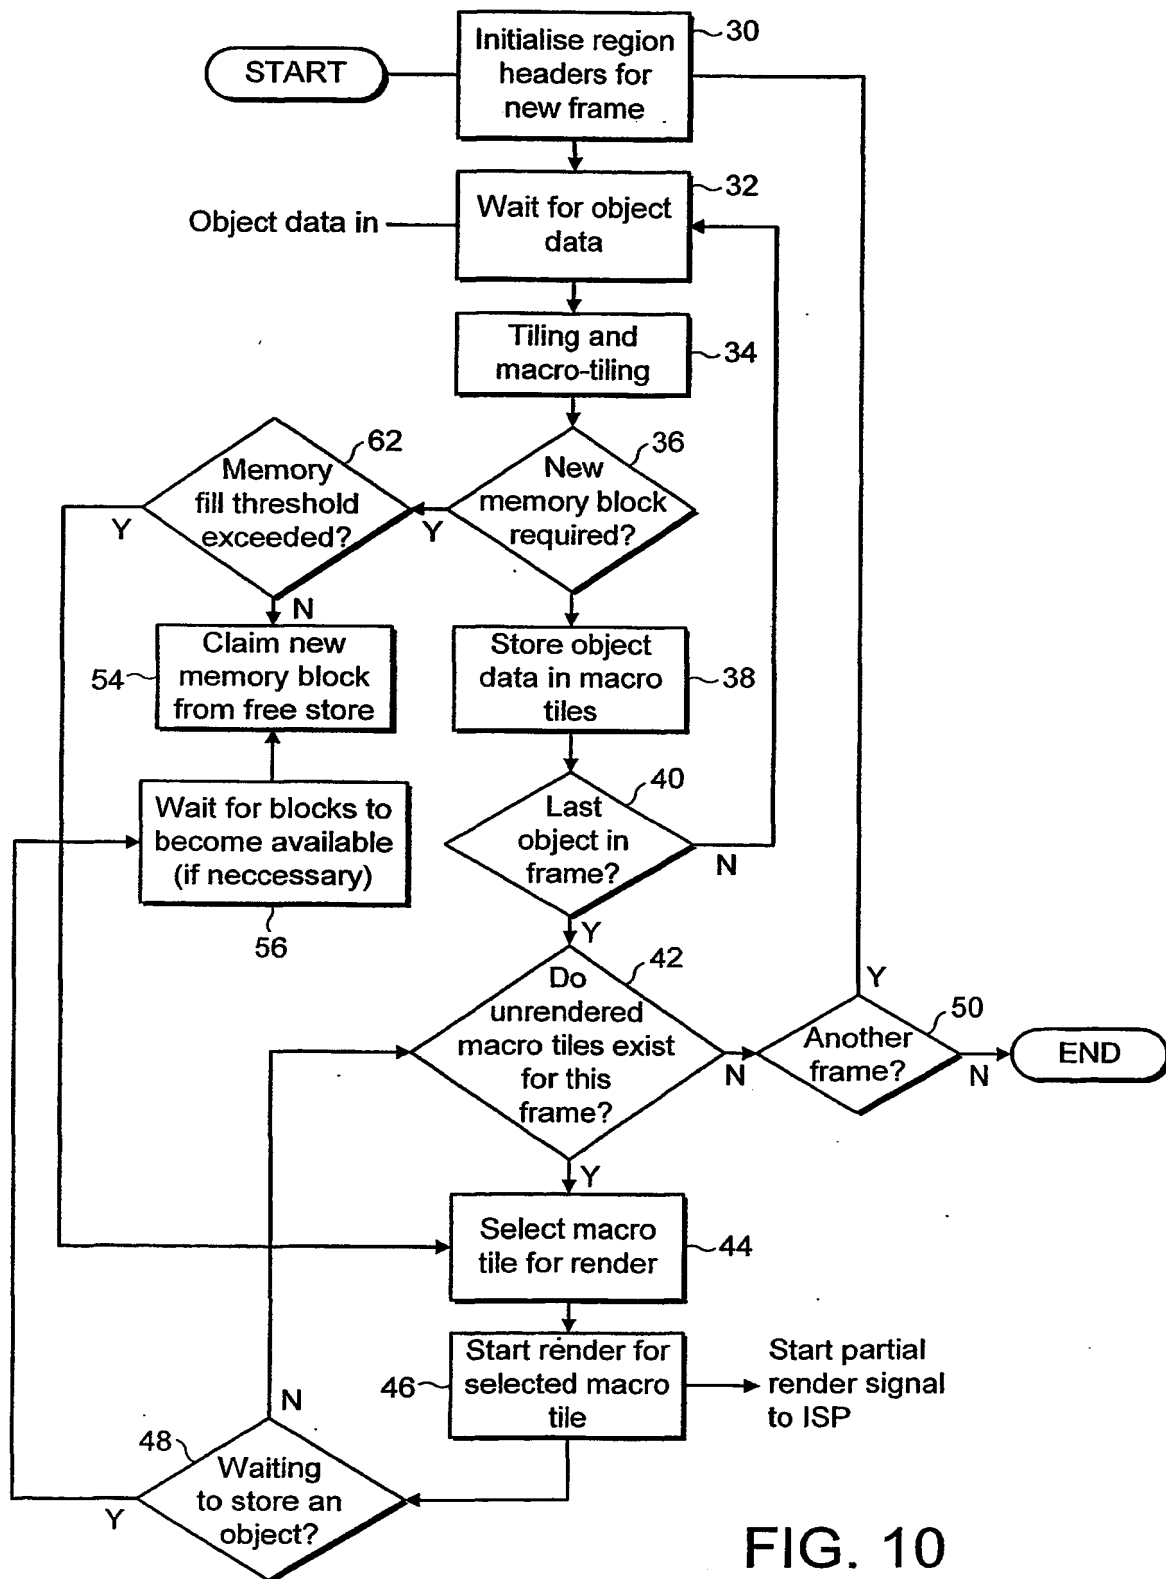 START
Initialise region
headers for
new frame
30
Object data in
Wait for object
data
32
Tiling and
macro-tiling
34
Memory
fill threshold
exceeded?
62
Y
N
New
memory block
required?
36
Y
Claim new
memory block
from free store
54
Store object
data in macro
tiles
38
Wait for blocks to
become available
(if neccessary)
56
Last
object in
frame?
40
N
Y
Do
unrendered
macro tiles exist
for this
frame?
42
N
Y
Another
frame?
50
Y
N
END
Select macro
tile for render
44
Start render for
selected macro
tile
46
Start partial
render signal
to ISP
Waiting
to store an
object?
48
N
Y
FIG. 10